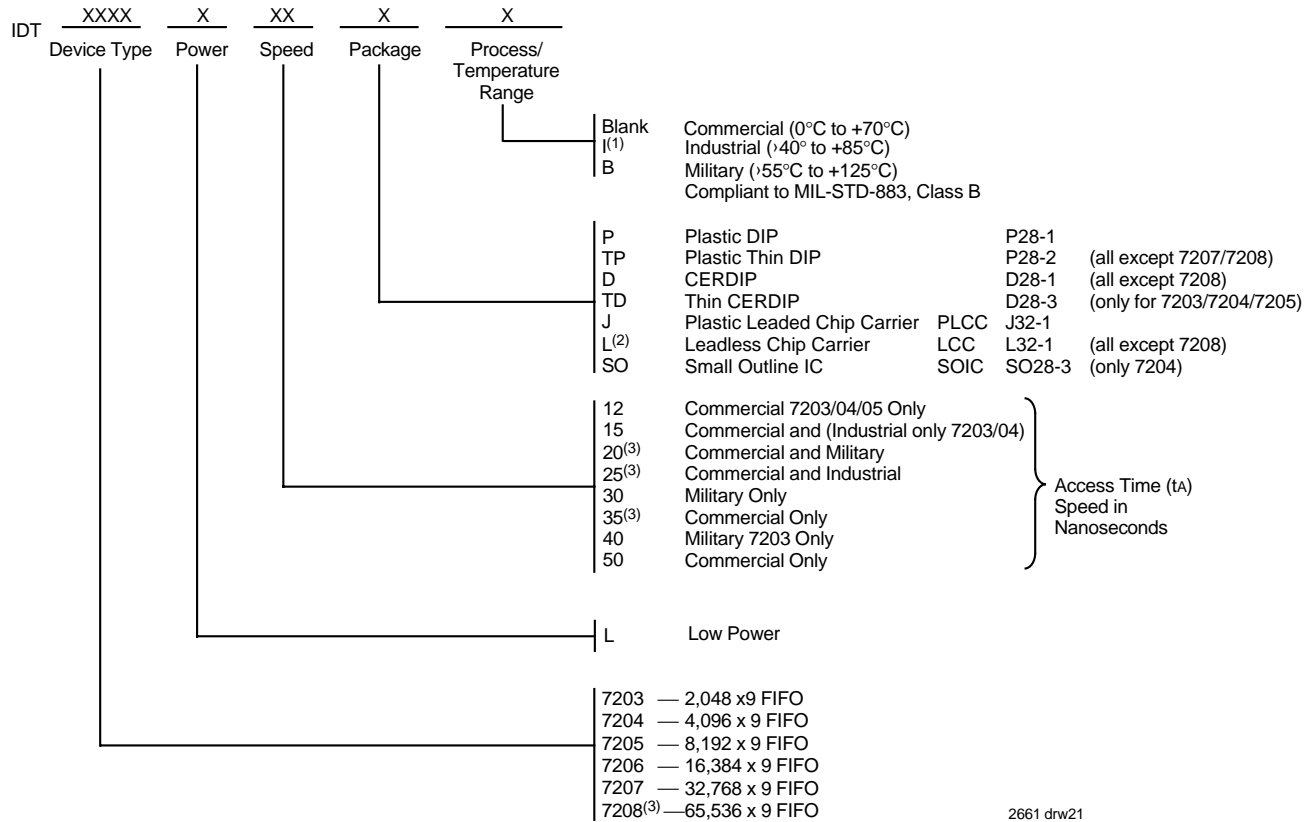 IDT XXXX X XX X X
Device Type Power Speed Package Process/
Temperature
Range
Blank Commercial (0°C to +70°C)
I(1) Industrial (›40° to +85°C)
B Military (›55°C to +125°C)
Compliant to MIL-STD-883, Class B
P Plastic DIP P28-1
TP Plastic Thin DIP P28-2 (all except 7207/7208)
D CERDIP D28-1 (all except 7208)
TD Thin CERDIP D28-3 (only for 7203/7204/7205)
J Plastic Leaded Chip Carrier PLCC J32-1
L(2) Leadless Chip Carrier LCC L32-1 (all except 7208)
SO Small Outline IC SOIC SO28-3 (only 7204)
12 Commercial 7203/04/05 Only
15 Commercial and (Industrial only 7203/04)
20(3) Commercial and Military
25(3) Commercial and Industrial
30 Military Only
35(3) Commercial Only
40 Military 7203 Only
50 Commercial Only
Access Time (tA)
Speed in
Nanoseconds
L Low Power
7203 — 2,048 x9 FIFO
7204 — 4,096 x 9 FIFO
7205 — 8,192 x 9 FIFO
7206 — 16,384 x 9 FIFO
7207 — 32,768 x 9 FIFO
7208(3) — 65,536 x 9 FIFO
2661 drw21